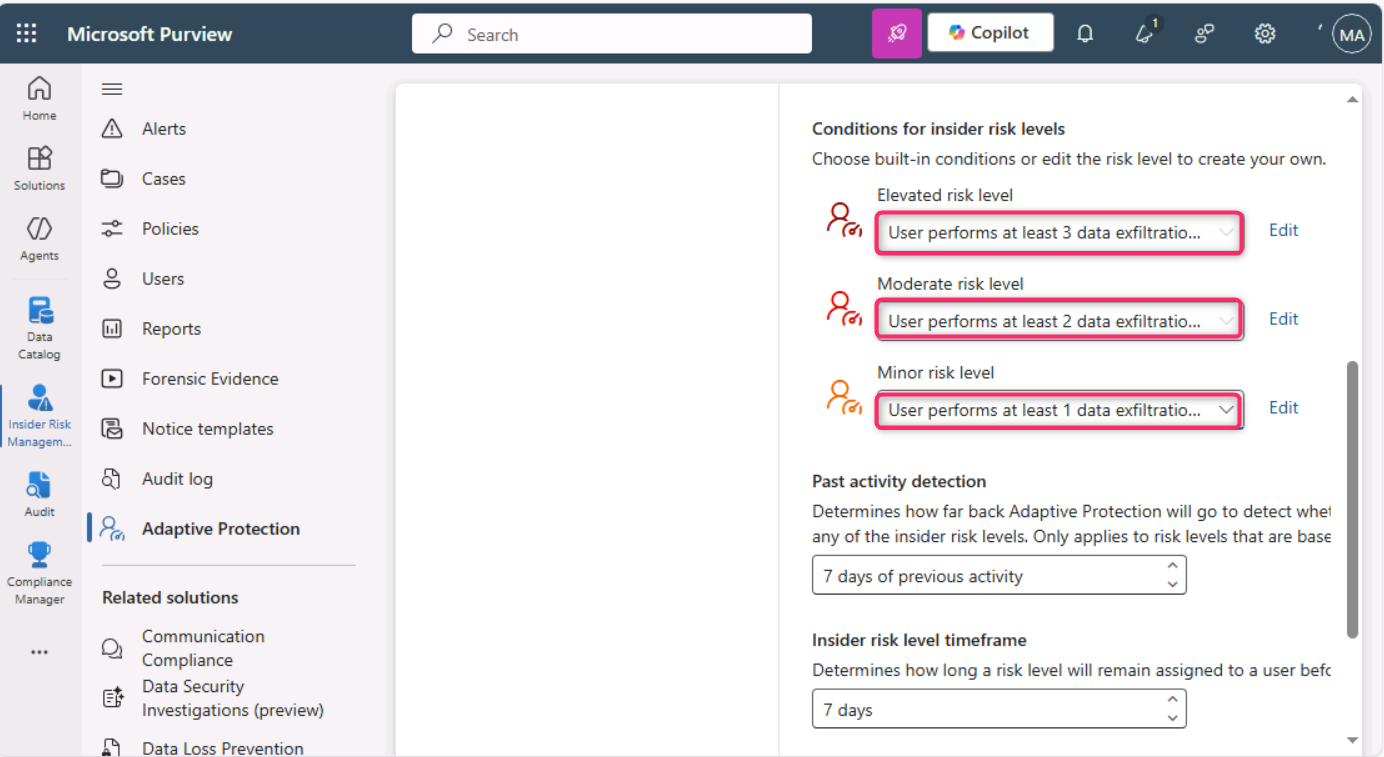 Microsoft Purview
Search
Copilot
1
MA
Home
Solutions
Agents
Data
Catalog
Insider Risk
Managem...
Audit
Compliance
Manager
...
Alerts
Cases
Policies
Users
Reports
Forensic Evidence
Notice templates
Audit log
Adaptive Protection
Related solutions
Communication
Compliance
Data Security
Investigations (preview)
Data Loss Prevention
Conditions for insider risk levels
Choose built-in conditions or edit the risk level to create your own.
Elevated risk level
User performs at least 3 data exfiltratio... Edit
Moderate risk level
User performs at least 2 data exfiltratio... Edit
Minor risk level
User performs at least 1 data exfiltratio... Edit
Past activity detection
Determines how far back Adaptive Protection will go to detect whet
any of the insider risk levels. Only applies to risk levels that are base
7 days of previous activity
Insider risk level timeframe
Determines how long a risk level will remain assigned to a user befo
7 days